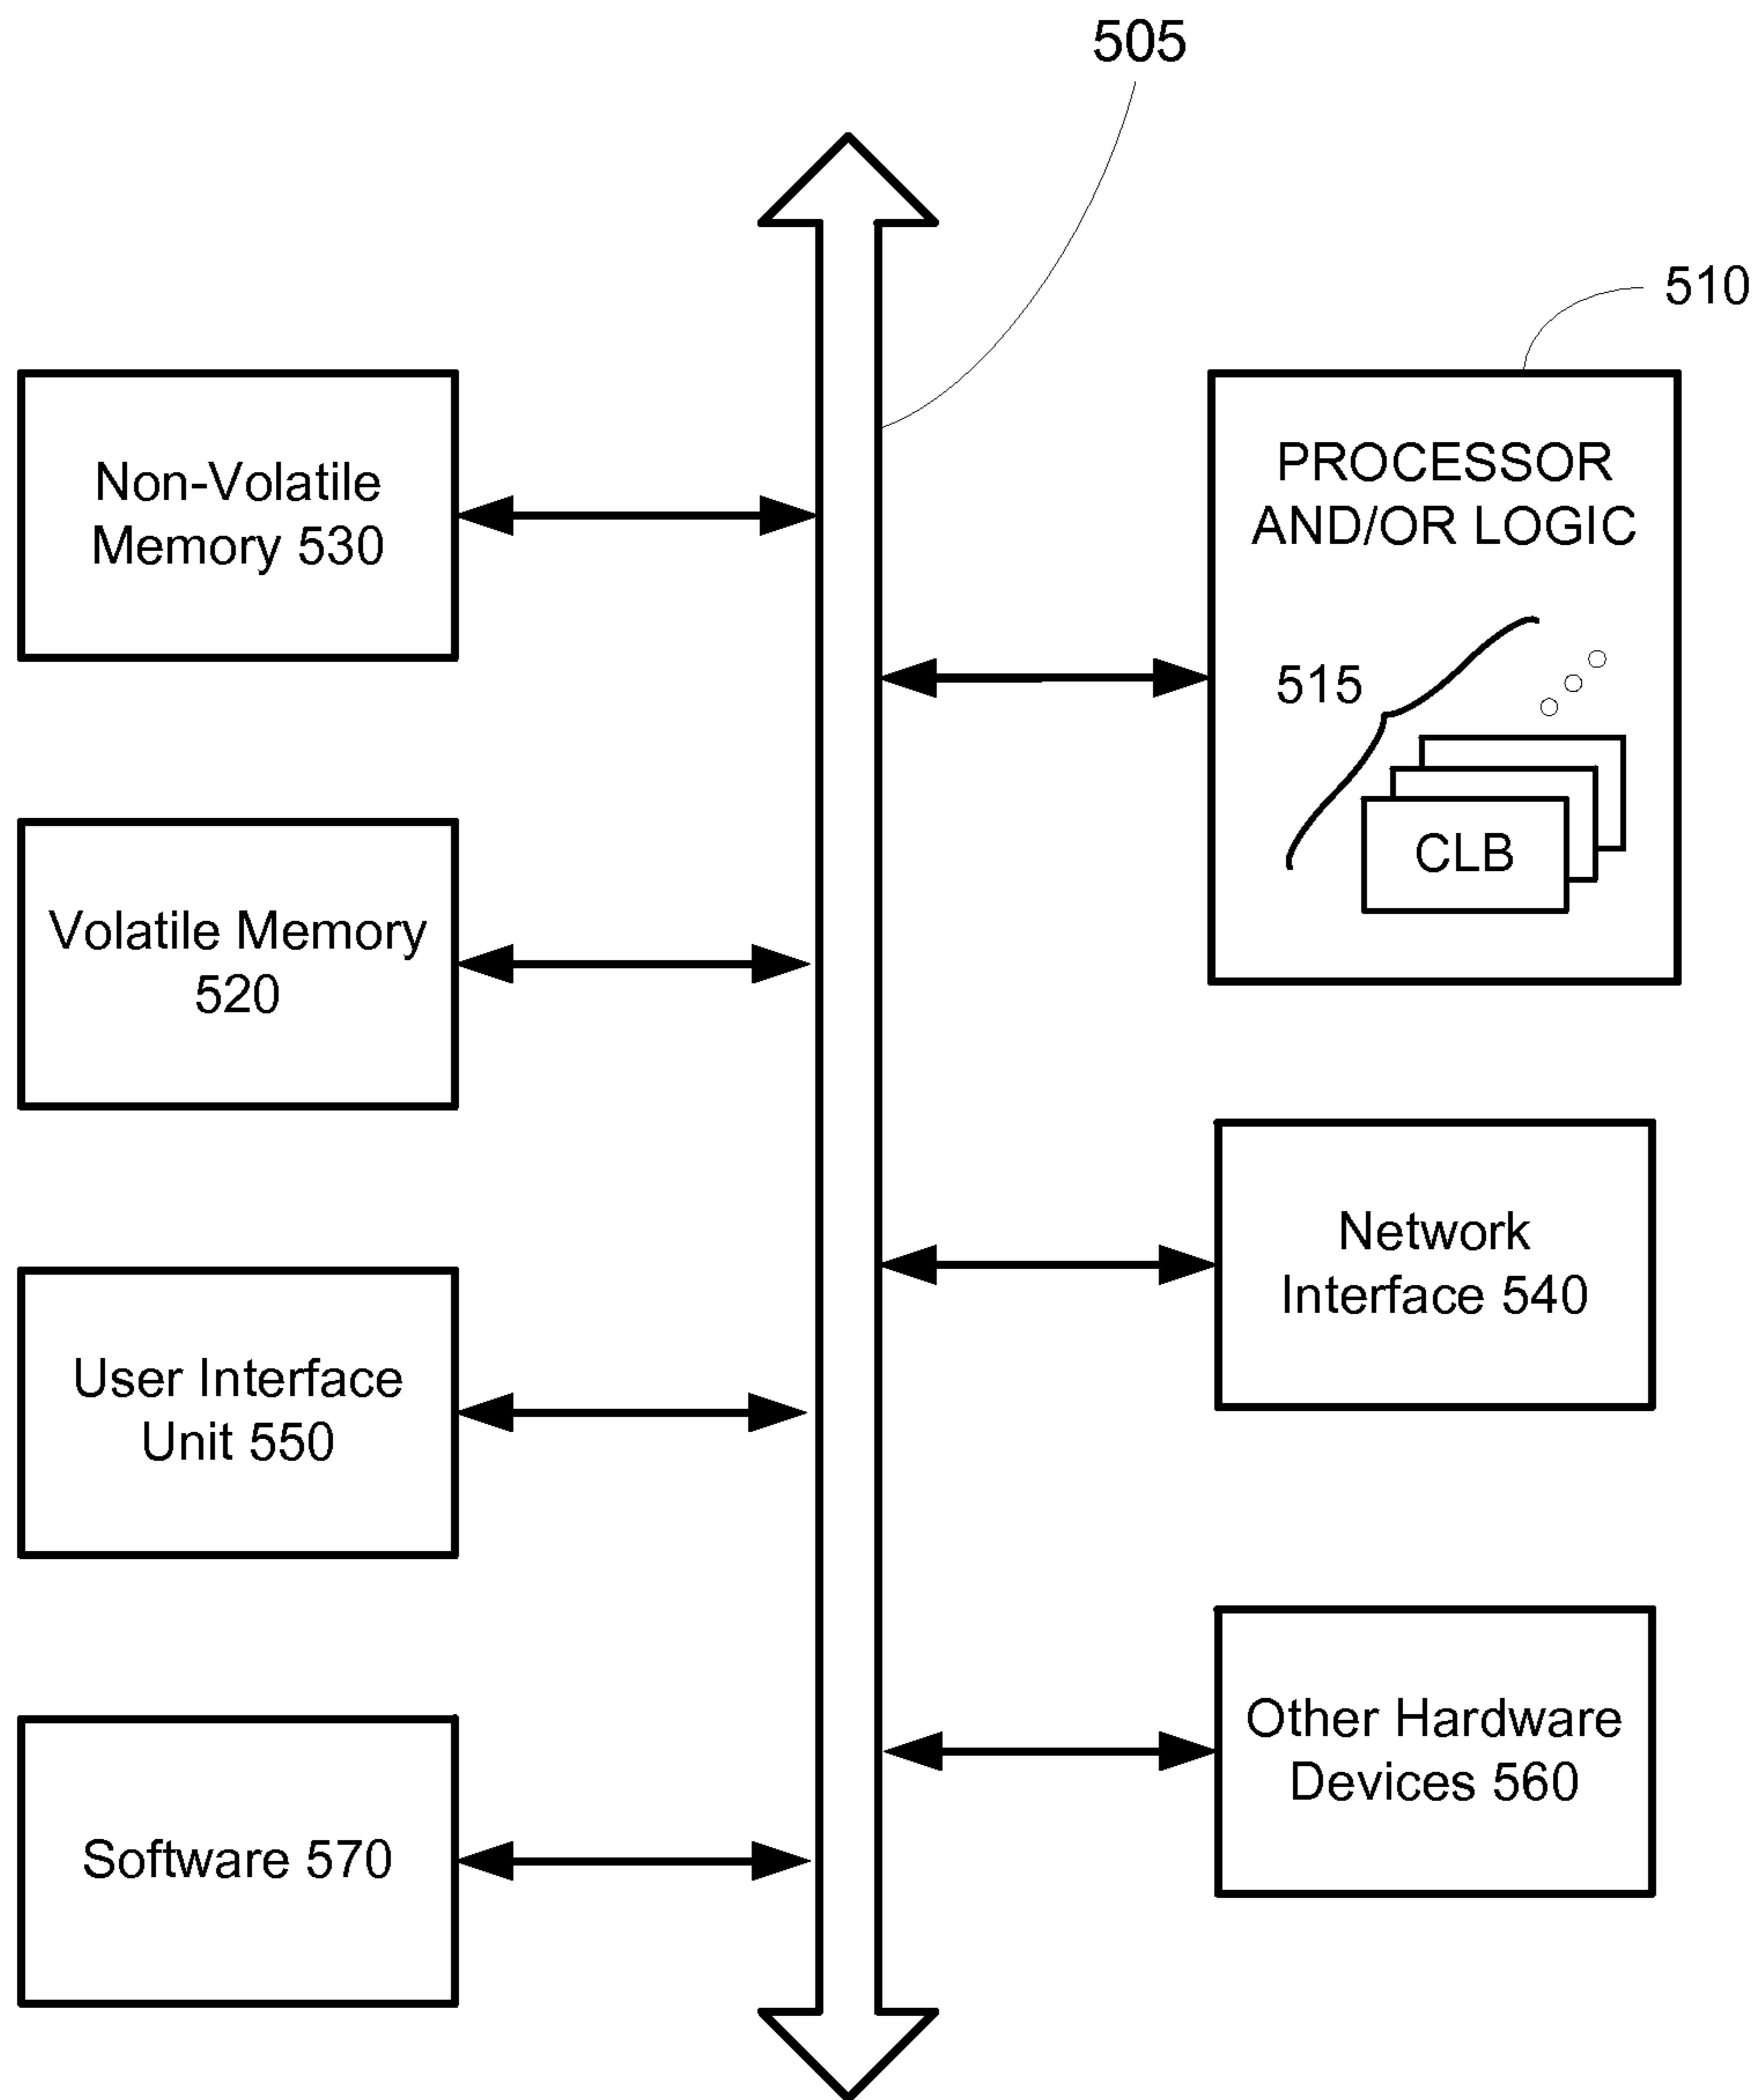 505
510
Non-Volatile
Memory 530
PROCESSOR
AND/OR LOGIC
515
CLB
Volatile Memory
520
Network
Interface 540
User Interface
Unit 550
Other Hardware
Devices 560
Software 570